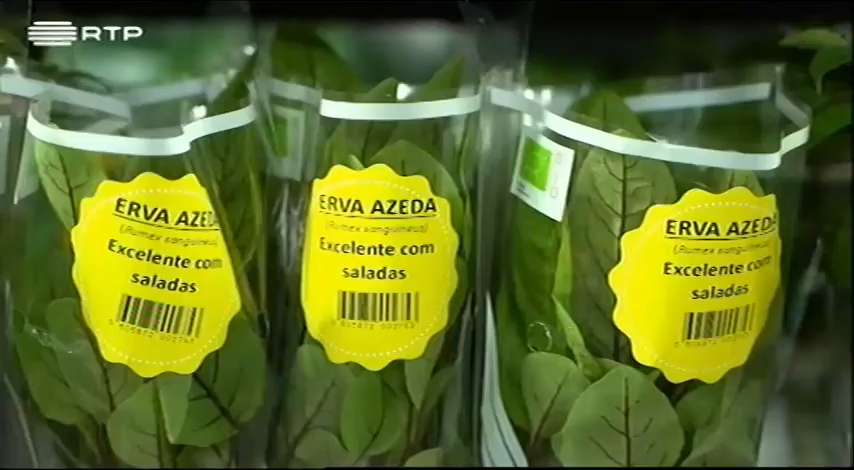 RTP
ERVA AZEDA
(Rumex sanguineus)
Excelente com
saladas
ERVA AZEDA
(Rumex sanguineus)
Excelente com
saladas
ERVA AZEDA
(Rumex sanguineus)
Excelente com
saladas